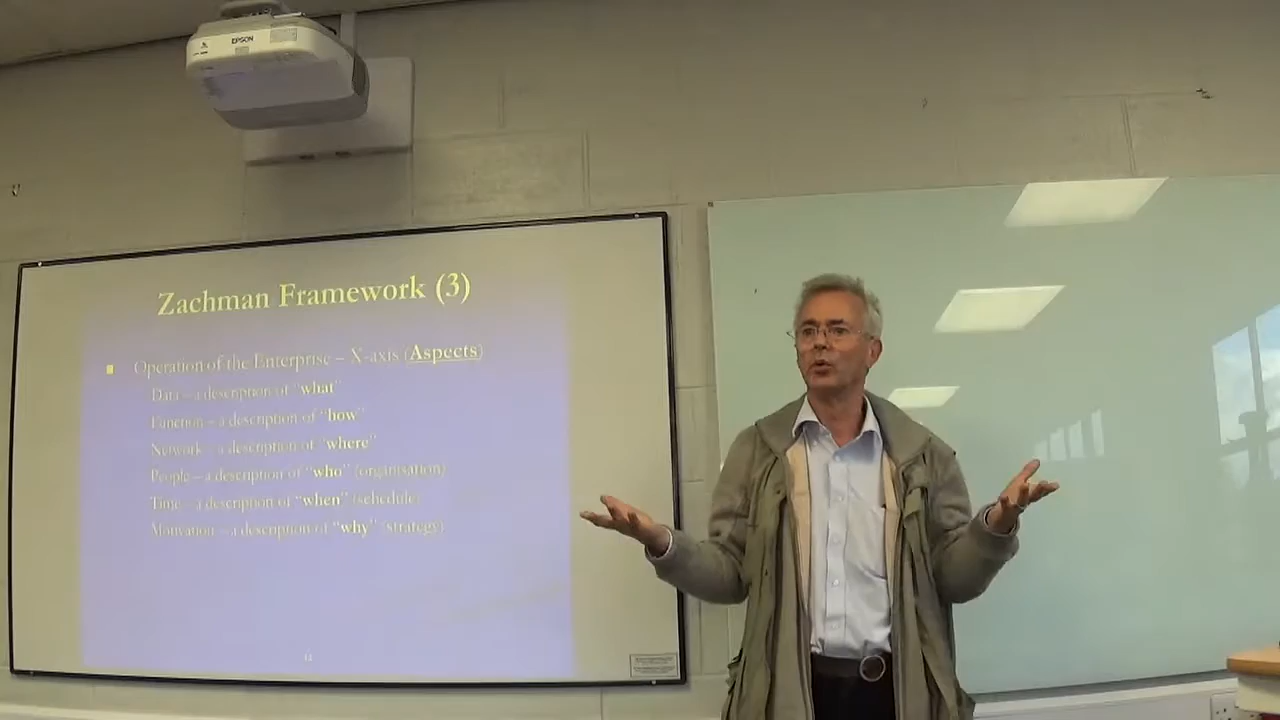 EPSON
Zachman Framework (3)
Operation of the Enterprise – X-axis (Aspects)
Data – a description of "what"
Function – a description of "how"
Network – a description of "where"
People – a description of "who" (organisation)
Time – a description of "when" (schedule)
Motivation – a description of "why" (strategy)
12